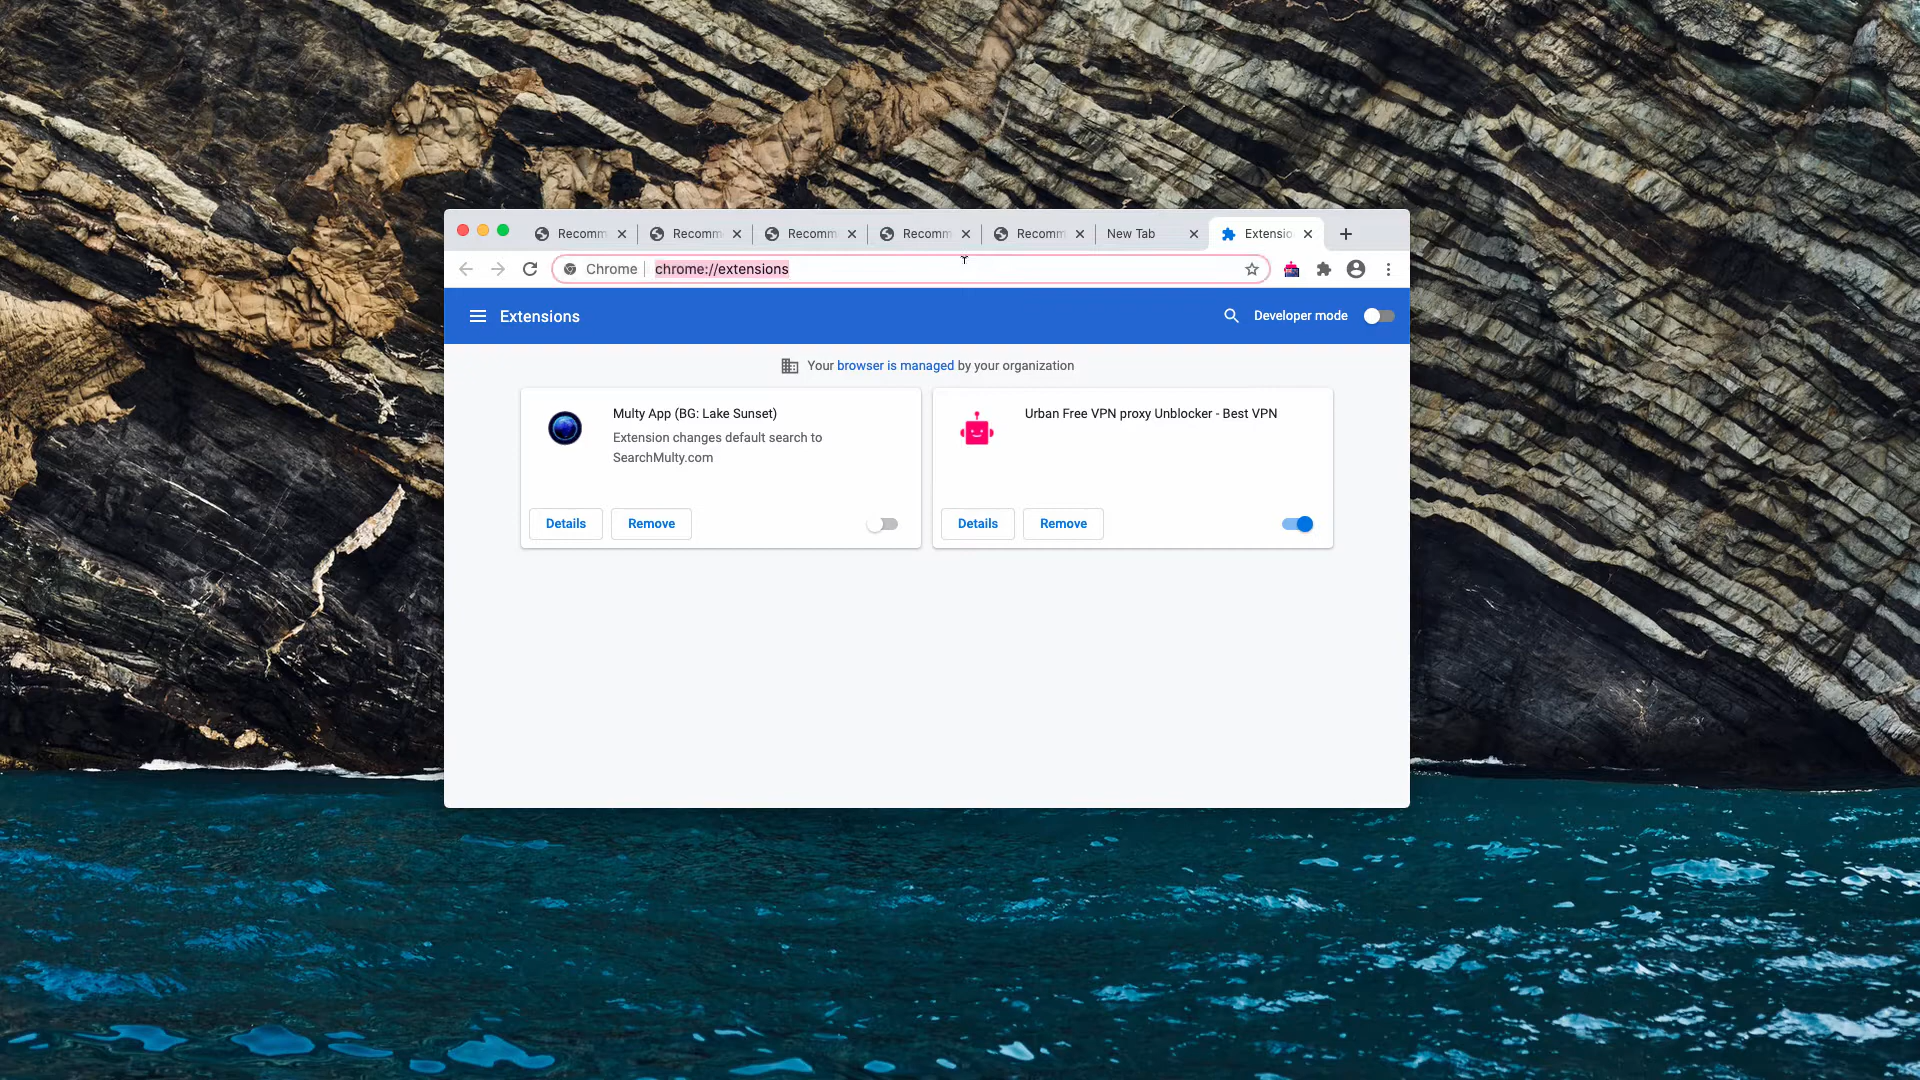 Recomm
Recomm
Recomm
Recomm
Recomm
New Tab
Extensio
Chrome
chrome://extensions
Extensions
Developer mode
Your browser is managed by your organization
Multy App (BG: Lake Sunset)
Extension changes default search to
SearchMulty.com
Details
Remove
Urban Free VPN proxy Unblocker - Best VPN
Details
Remove